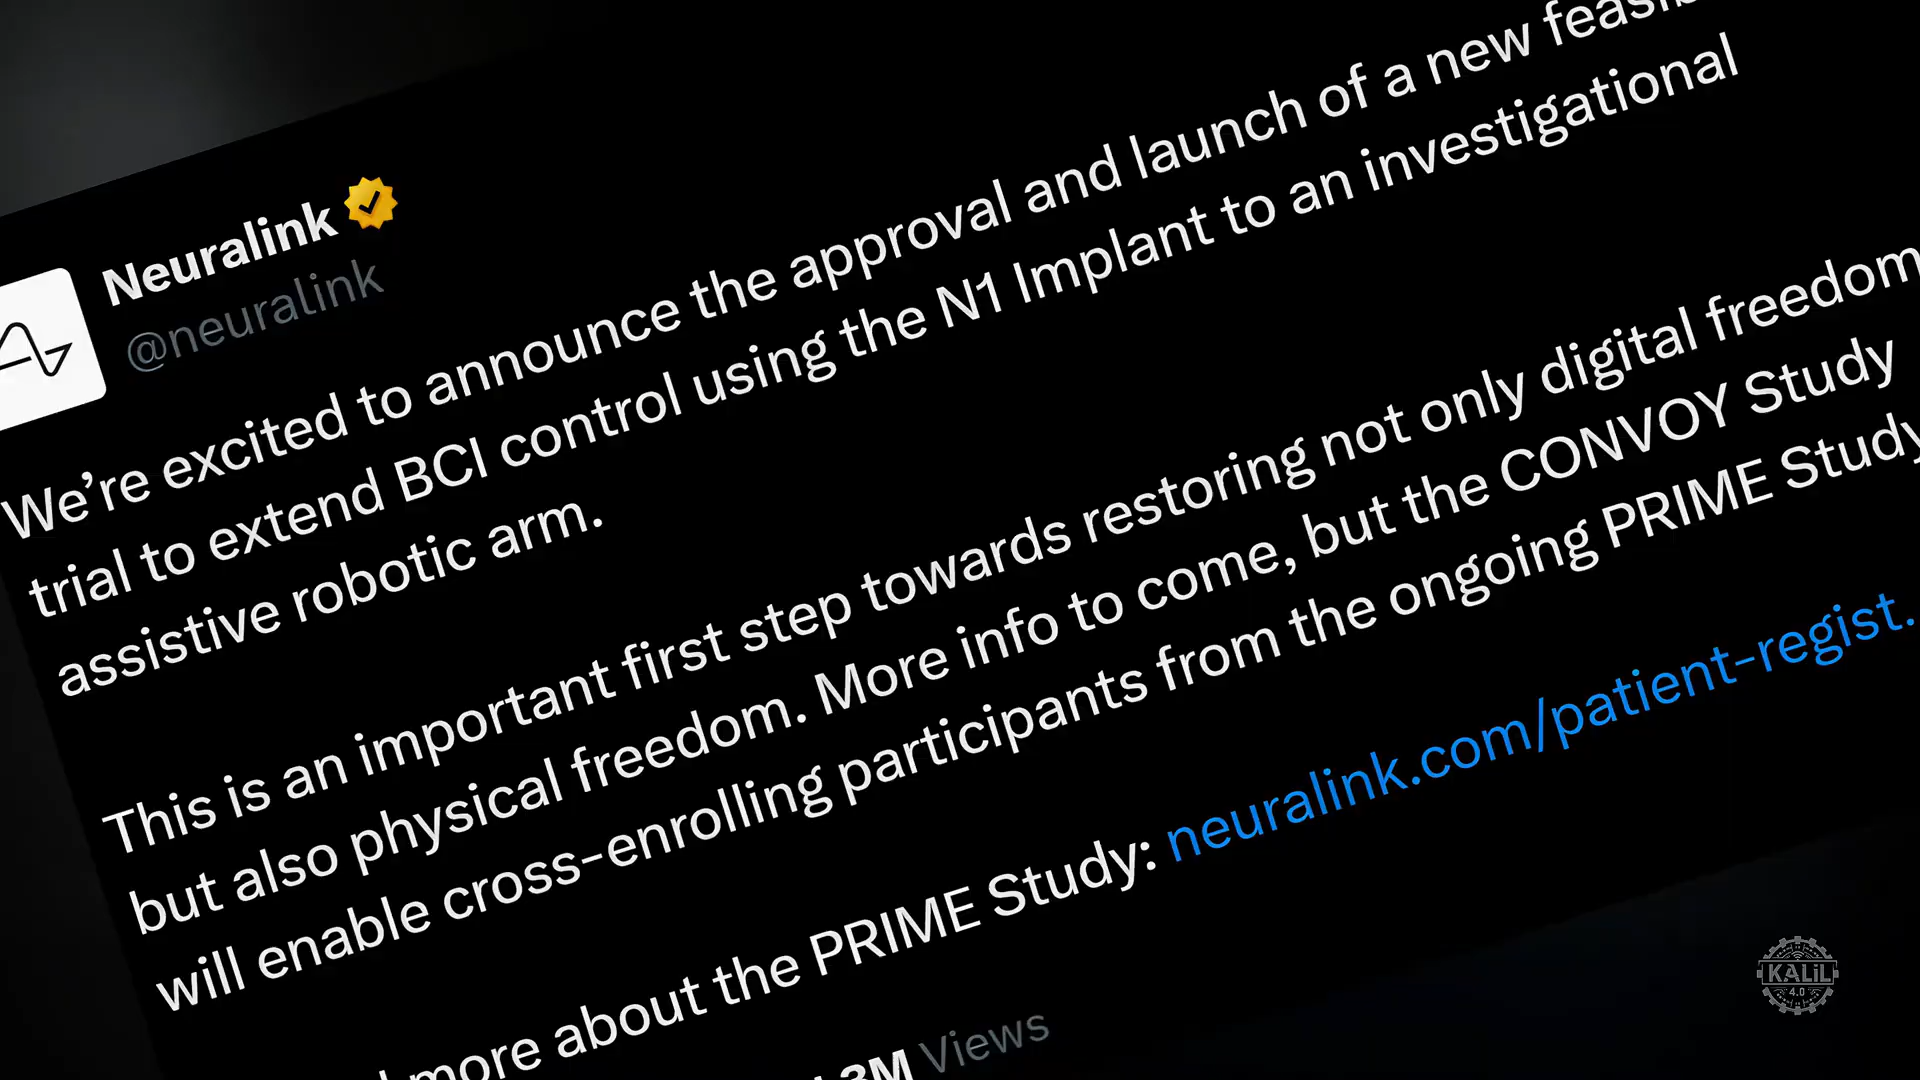 Neuralink
@neuralink
We're excited to announce the approval and launch of a new
trial to extend BCI control using the N1 Implant to an investigational
assistive robotic arm.
This is an important first step towards restoring not only digital freedom
but also physical freedom. More info to come, but the CONVOY Study
will enable cross-enrolling participants from the ongoing PRIME Study
more about the PRIME Study: neuralink.com/patient-regist.
Views
KALIL
4.0